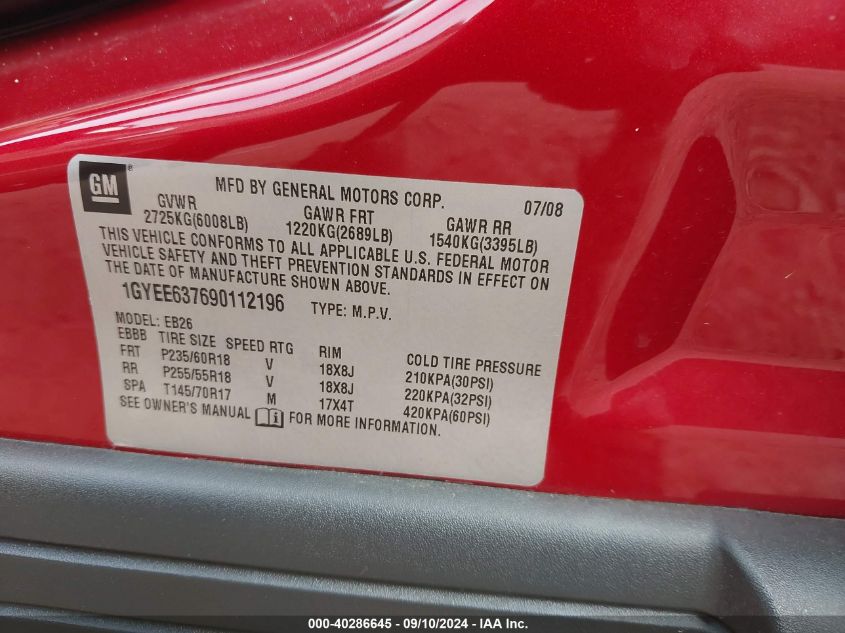 GM ®
MFD BY GENERAL MOTORS CORP. 07/08
GVWR GAWR FRT GAWR RR
2725KG(6008LB) 1220KG(2689LB) 1540KG(3395LB)
THIS VEHICLE CONFORMS TO ALL APPLICABLE U.S. FEDERAL MOTOR
VEHICLE SAFETY AND THEFT PREVENTION STANDARDS IN EFFECT ON
THE DATE OF MANUFACTURE SHOWN ABOVE.
1GYEE637690112196 TYPE: M.P.V.
MODEL: EB26
EBBB TIRE SIZE SPEED RTG RIM COLD TIRE PRESSURE
FRT P235/60R18 V 18X8J 210KPA(30PSI)
RR P255/55R18 V 18X8J 220KPA(32PSI)
SPA T145/70R17 M 17X4T 420KPA(60PSI)
SEE OWNER'S MANUAL i FOR MORE INFORMATION.
000-40286645 - 09/10/2024 - IAA Inc.